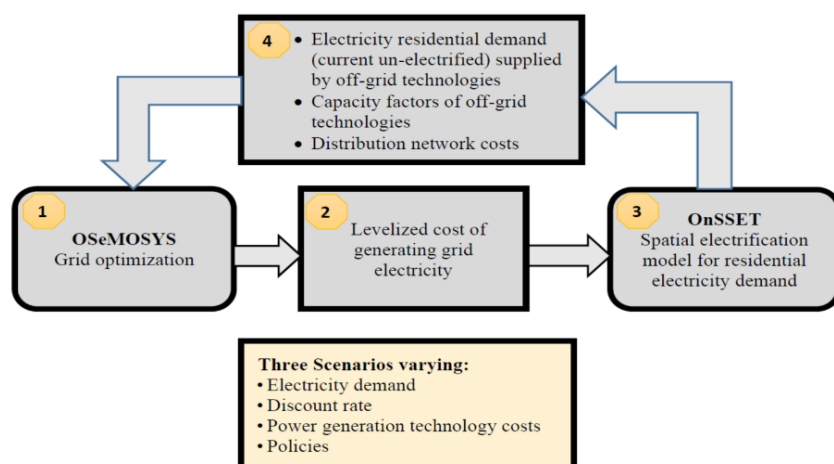 4
• Electricity residential demand
(current un-electrified) supplied
by off-grid technologies
• Capacity factors of off-grid
technologies
• Distribution network costs
1
OSeMOSYS
Grid optimization
2
Levelized cost of
generating grid
electricity
3
OnSSET
Spatial electrification
model for residential
electricity demand
Three Scenarios varying:
• Electricity demand
• Discount rate
• Power generation technology costs
• Policies